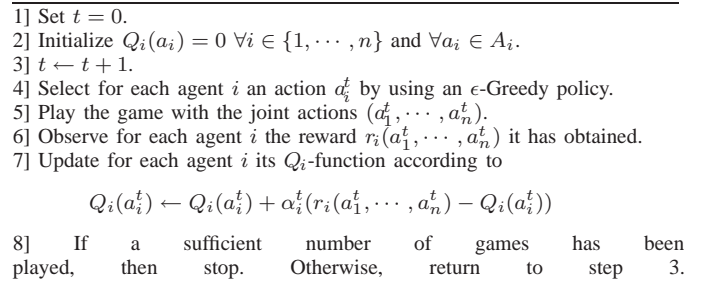 1] Set t = 0.
2] Initialize Q_i(a_i) = 0 ∀i ∈ {1, ⋯ , n} and ∀a_i ∈ A_i.
3] t ← t + 1.
4] Select for each agent i an action a_i^t by using an ϵ-Greedy policy.
5] Play the game with the joint actions (a_1^t, ⋯ , a_n^t).
6] Observe for each agent i the reward r_i(a_1^t, ⋯ , a_n^t) it has obtained.
7] Update for each agent i its Q_i-function according to
Q_i(a_i^t) ← Q_i(a_i^t) + α_i^t(r_i(a_1^t, ⋯ , a_n^t) − Q_i(a_i^t))
8] If a sufficient number of games has been
played, then stop. Otherwise, return to step 3.